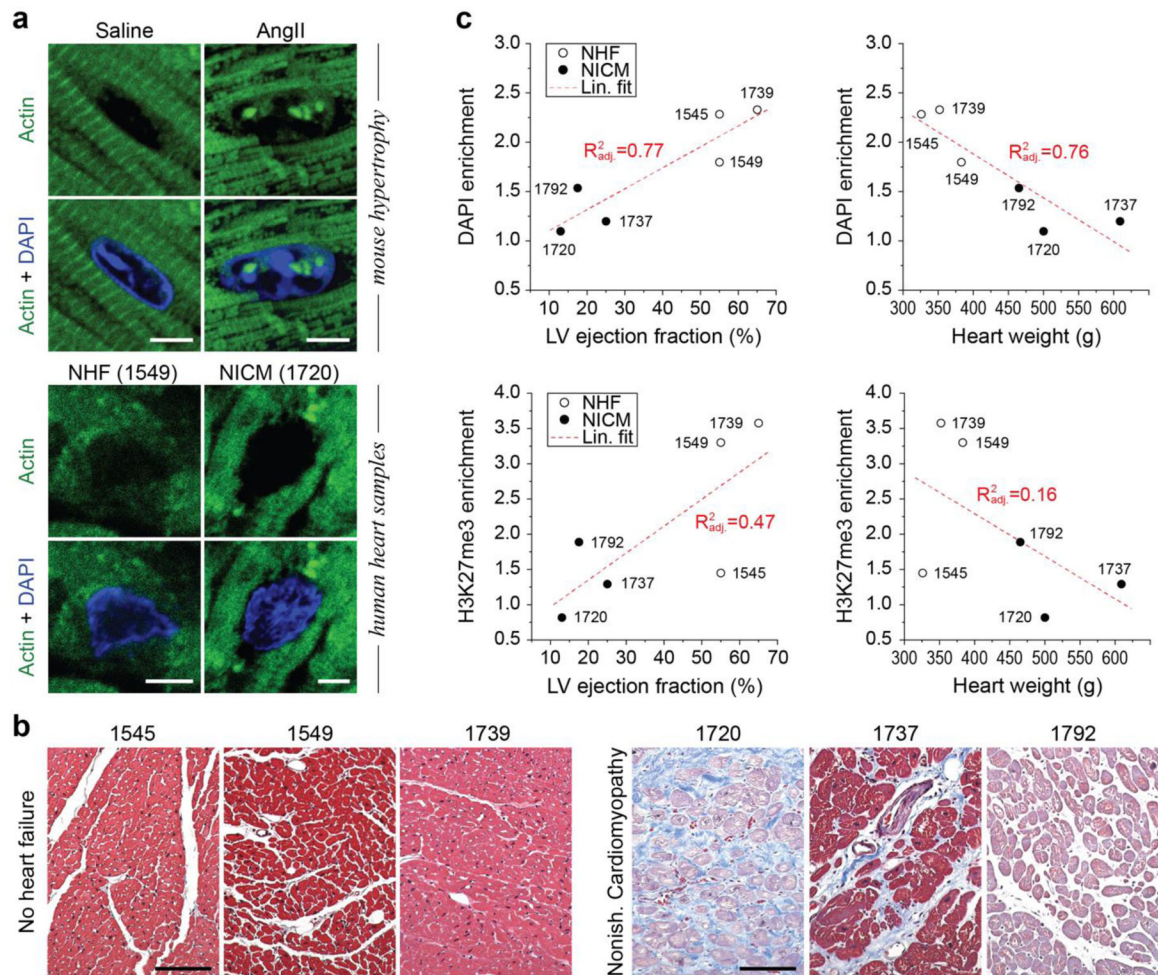 a
Saline AngII
Actin
Actin + DAPI
mouse hypertrophy
NHF (1549) NICM (1720)
Actin
Actin + DAPI
human heart samples
c
DAPI enrichment
3.0
2.5
2.0
1.5
1.0
0.5
NHF
NICM
Lin. fit
1739
1545
1549
R²adj.=0.77
1792
1737
1720
10 20 30 40 50 60 70
LV ejection fraction (%)
DAPI enrichment
3.0
2.5
2.0
1.5
1.0
0.5
1739
1545
1549
R²adj.=0.76
1792
1737
1720
300 350 400 450 500 550 600
Heart weight (g)
H3K27me3 enrichment
4.0
3.5
3.0
2.5
2.0
1.5
1.0
0.5
NHF
NICM
Lin. fit
1739
1549
R²adj.=0.47
1792
1737
1545
1720
10 20 30 40 50 60 70
LV ejection fraction (%)
H3K27me3 enrichment
4.0
3.5
3.0
2.5
2.0
1.5
1.0
0.5
1739
1549
R²adj.=0.16
1792
1545
1737
1720
300 350 400 450 500 550 600
Heart weight (g)
b
No heart failure
1545 1549 1739
Nonish. Cardiomyopathy
1720 1737 1792